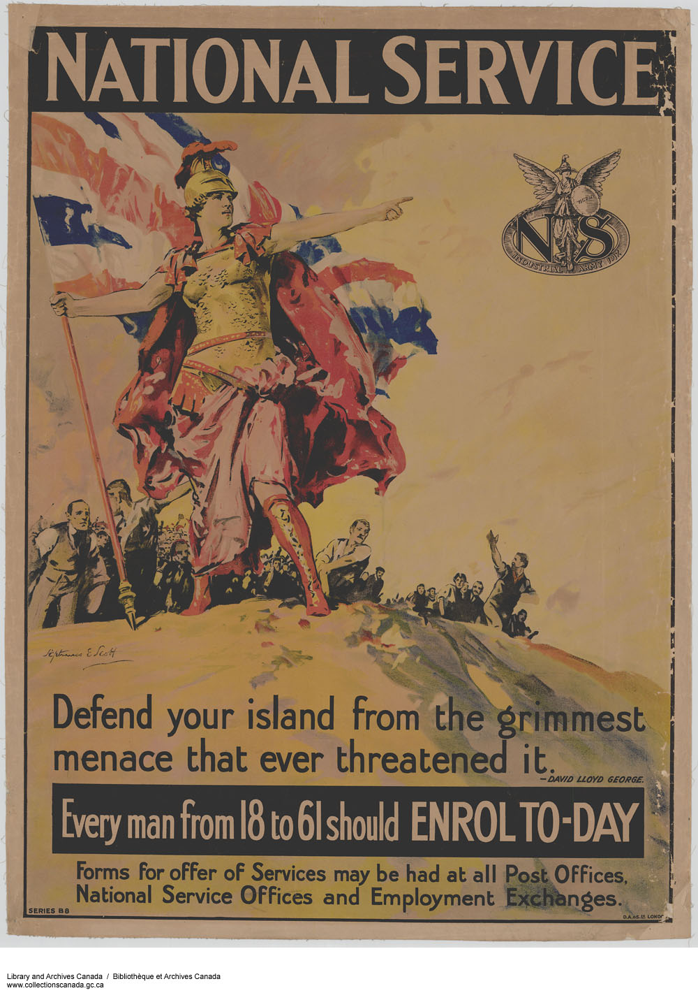 NATIONAL SERVICE
NS
INDUSTRIAL ARMY 1917
Septimus E Scott
Defend your island from the grimmest
menace that ever threatened it.
– DAVID LLOYD GEORGE.
Every man from 18 to 61 should ENROL TO-DAY
Forms for offer of Services may be had at all Post Offices,
National Service Offices and Employment Exchanges.
SERIES B8
Library and Archives Canada / Bibliothèque et Archives Canada
www.collectionscanada.gc.ca